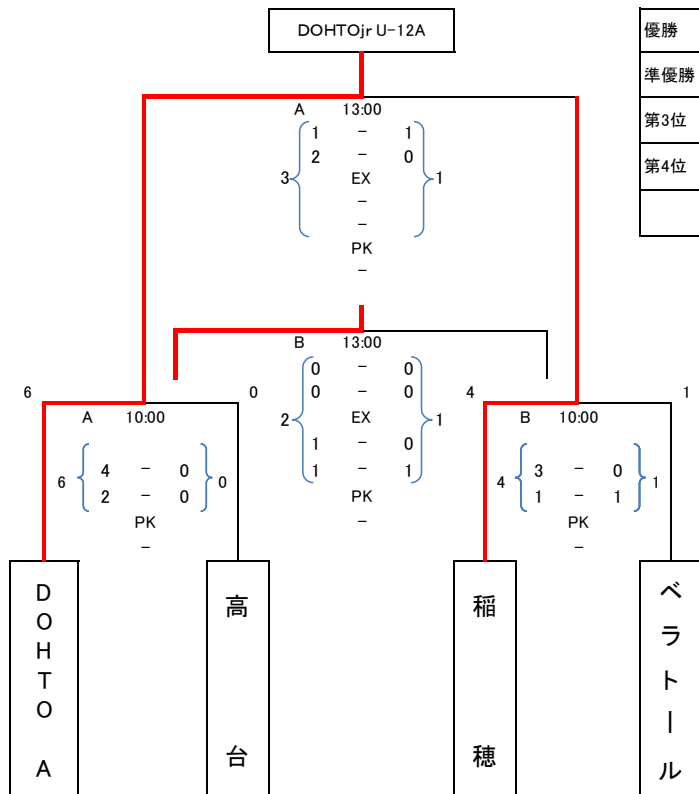 DOHTOjr U-12A
優勝
準優勝
第3位
第4位
A 13:00
1 - 1
2 - 0
3 EX 1
-
-
PK
-
B 13:00
0 - 0
0 - 0
2 EX 1
1 - 0
1 - 1
PK
-
6 0 4 1
A 10:00
4 - 0
6 0
2 - 0
PK
-
B 10:00
3 - 0
4 1
1 - 1
PK
-
DOHTO A
高台
稲穂
ベラトール